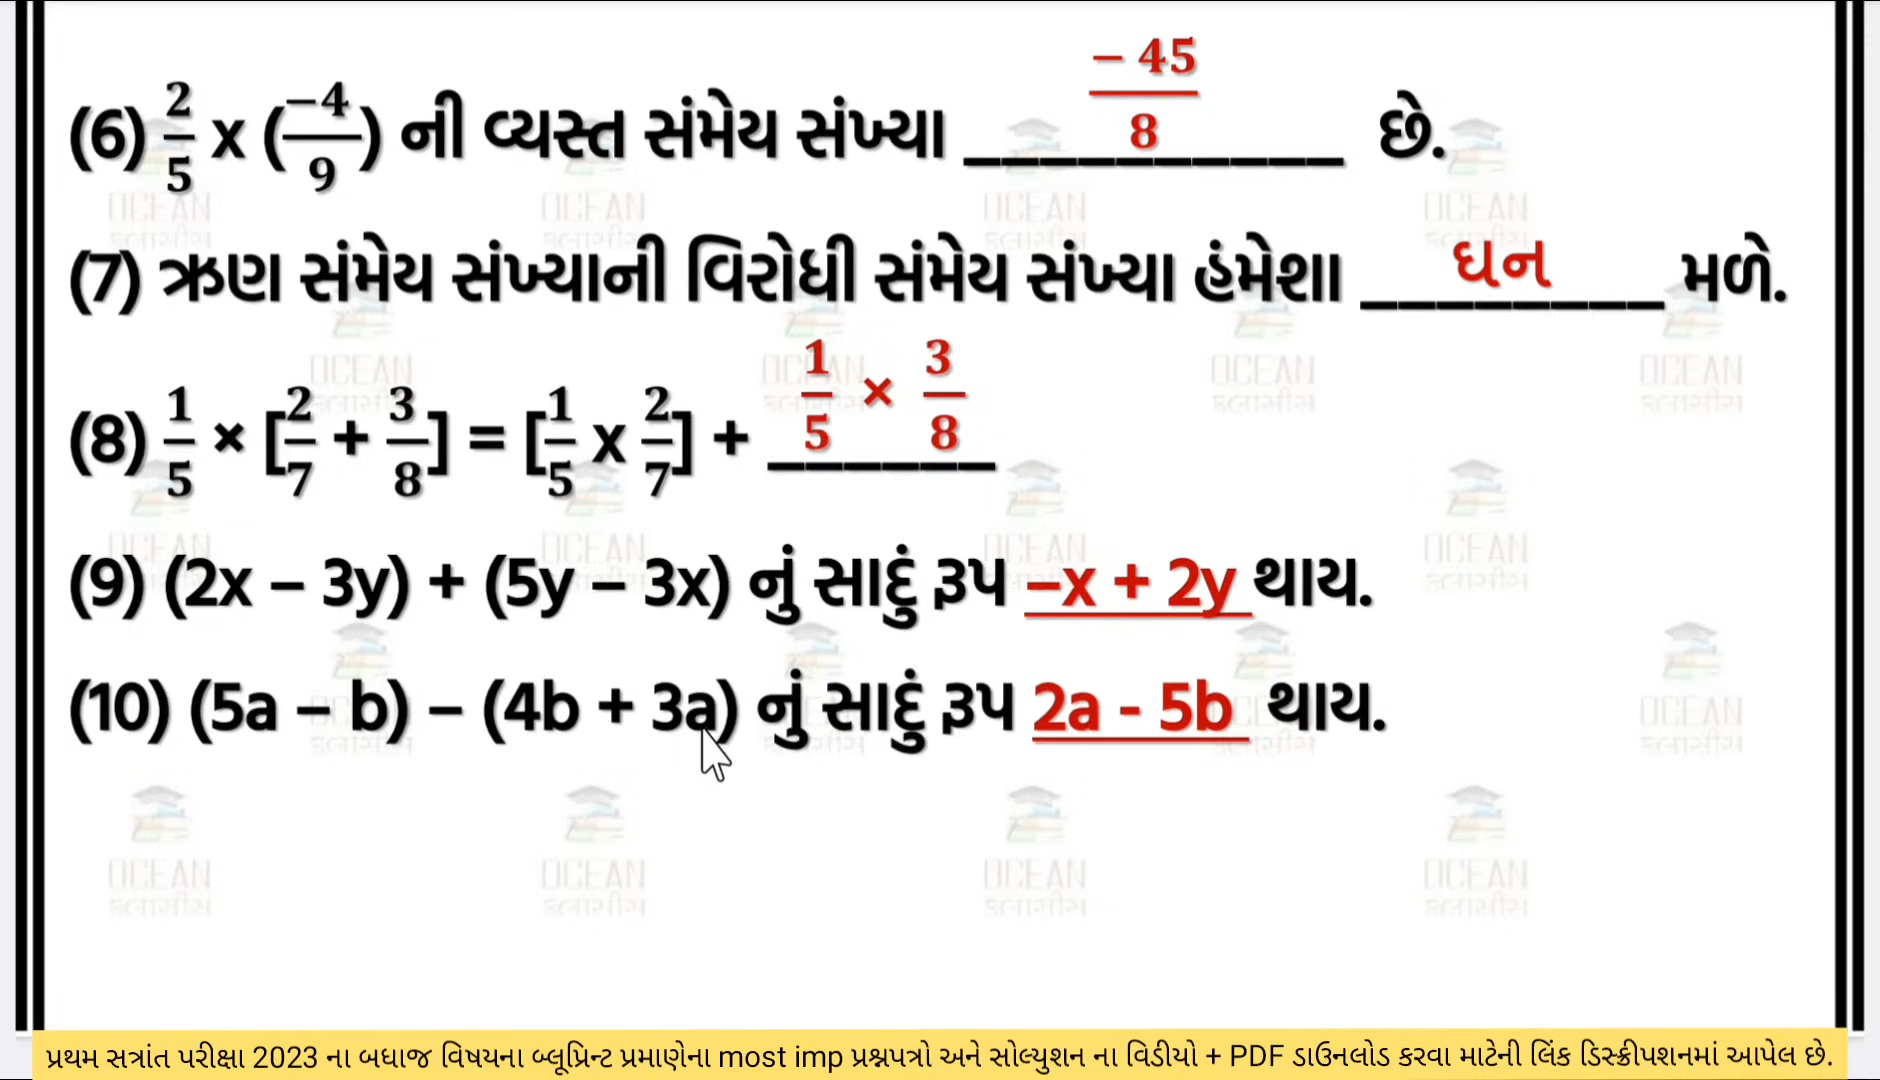 (6) 2/5 x (−4/9) ની વ્યસ્ત સંમેય સંખ્યા − 45/8 છે.
(7) ઋણ સંમેય સંખ્યાની વિરોધી સંમેય સંખ્યા હંમેશા ધન મળે.
(8) 1/5 × [2/7 + 3/8] = [1/5 x 2/7] + 1/5 × 3/8
(9) (2x – 3y) + (5y – 3x) નું સાદું રૂપ –x + 2y થાય.
(10) (5a – b) – (4b + 3a) નું સાદું રૂપ 2a - 5b થાય.
OCEAN
ક્લાસીસ
પ્રથમ સત્રાંત પરીક્ષા 2023 ના બધાજ વિષયના બ્લૂપ્રિન્ટ પ્રમાણેના most imp પ્રશ્નપત્રો અને સોલ્યુશન ના વિડીયો + PDF ડાઉનલોડ કરવા માટેની લિંક ડિસ્ક્રીપશનમાં આપેલ છે.